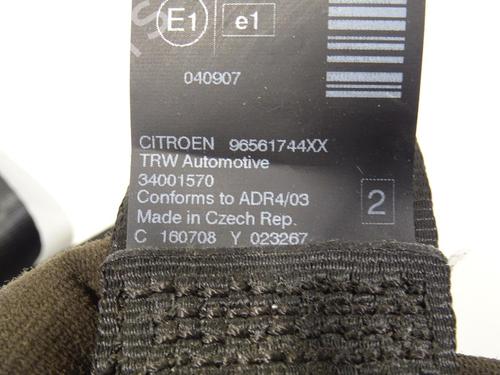 E1 e1
040907
CITROEN 96561744XX
TRW Automotive
34001570
Conforms to ADR4/03
Made in Czech Rep. 2
C 160708 Y 023267